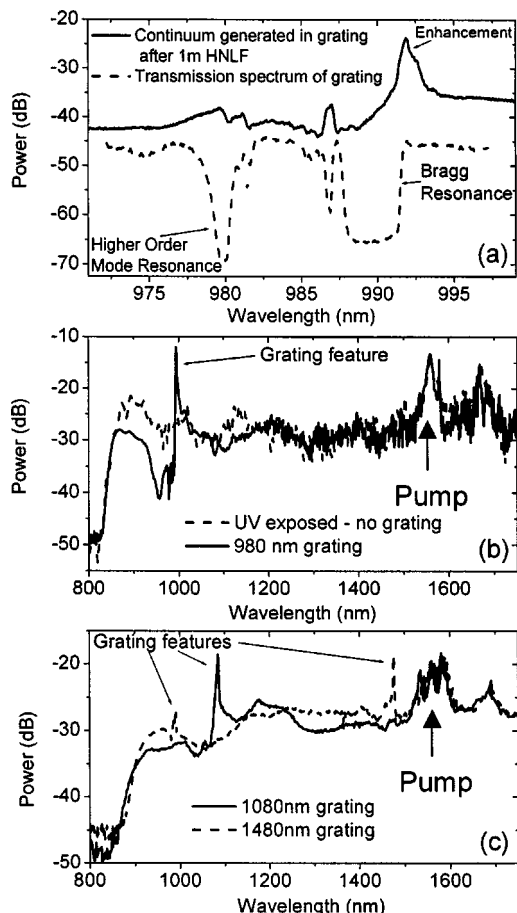 -20
-30
-40
-50
-60
-70
Power (dB)
Continuum generated in grating
after 1m HNLF
Transmission spectrum of grating
Enhancement
Bragg
Resonance
Higher Order
Mode Resonance
(a)
975 980 985 990 995
Wavelength (nm)
-10
-20
-30
-40
-50
Power (dB)
Grating feature
Pump
UV exposed - no grating
980 nm grating
(b)
800 1000 1200 1400 1600
Wavelength (nm)
-20
-30
-40
-50
Power (dB)
Grating features
Pump
1080nm grating
1480nm grating
(c)
800 1000 1200 1400 1600
Wavelength (nm)